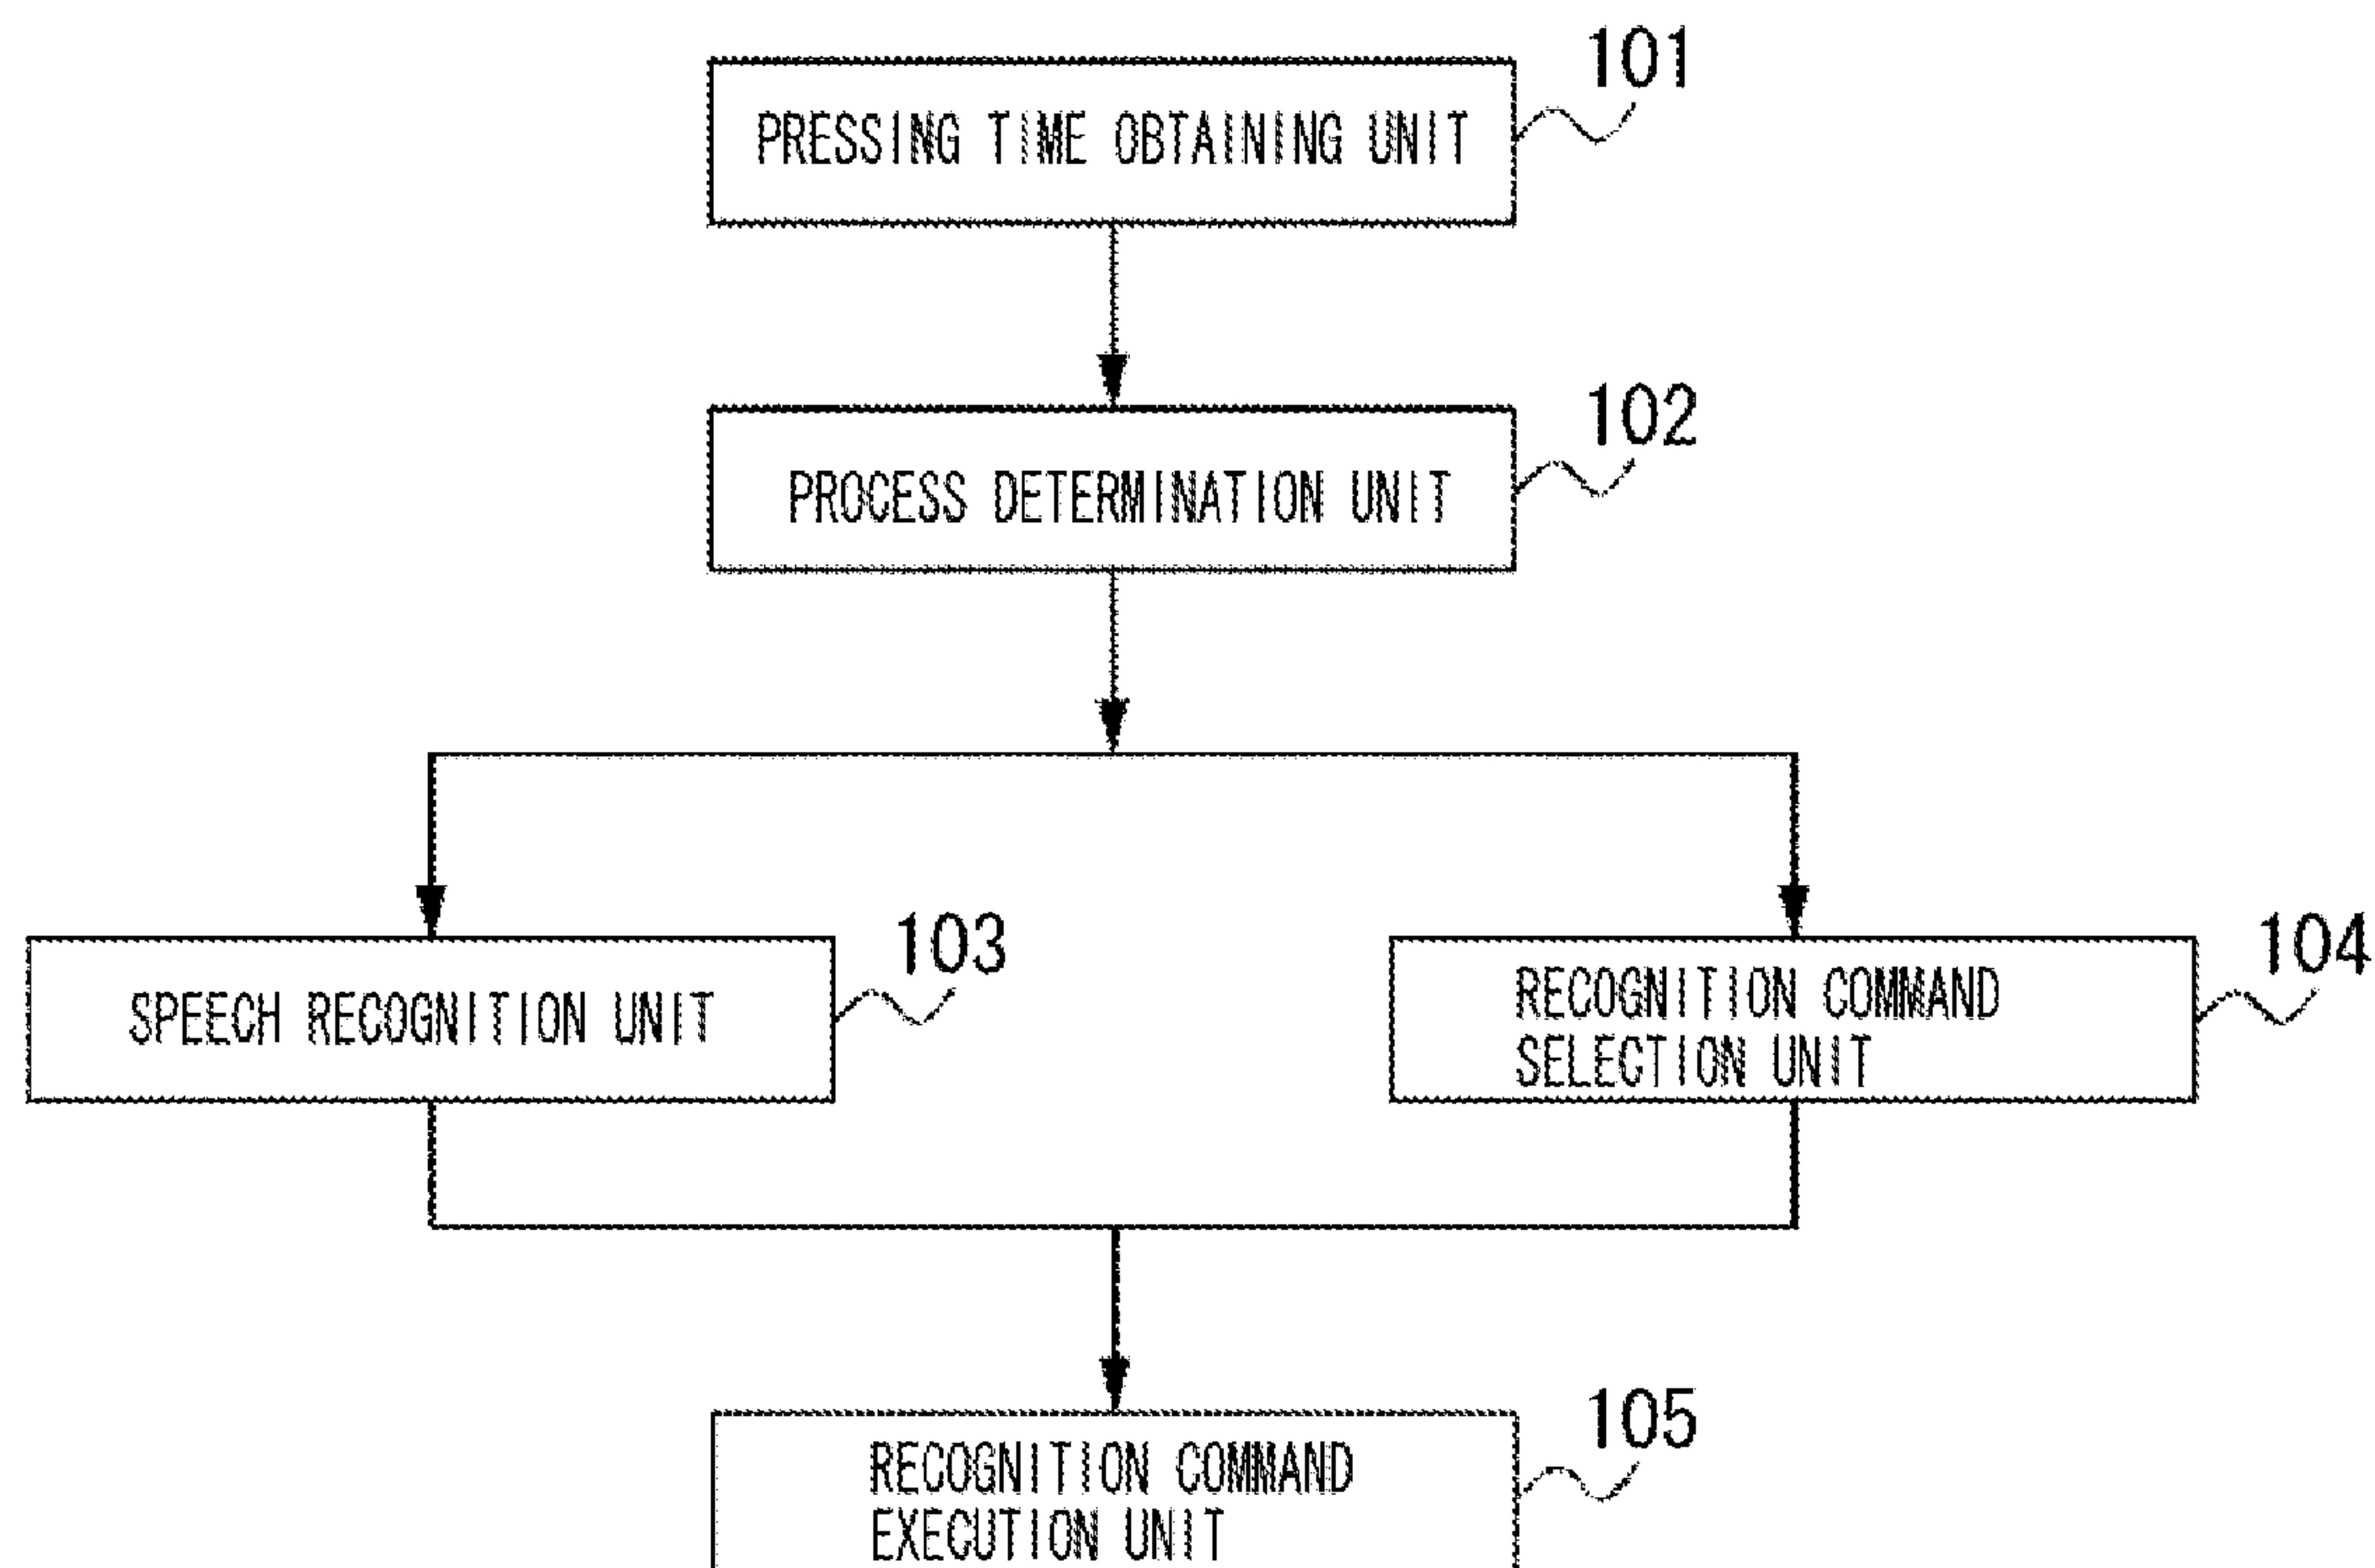 101
PRESSING TIME OBTAINING UNIT
102
PROCESS DETERMINATION UNIT
103
SPEECH RECOGNITION UNIT
104
RECOGNITION COMMAND
SELECTION UNIT
105
RECOGNITION COMMAND
EXECUTION UNIT